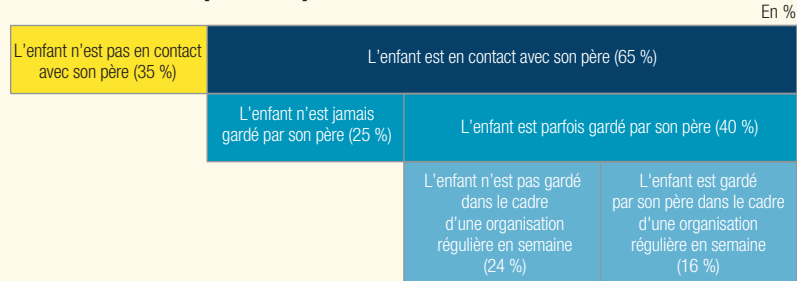 En %
L'enfant n'est pas en contact
avec son père (35 %)
L'enfant est en contact avec son père (65 %)
L'enfant n'est jamais
gardé par son père (25 %)
L'enfant est parfois gardé par son père (40 %)
L'enfant n'est pas gardé
dans le cadre
d'une organisation
régulière en semaine
(24 %)
L'enfant est gardé
par son père dans le cadre
d'une organisation
régulière en semaine
(16 %)